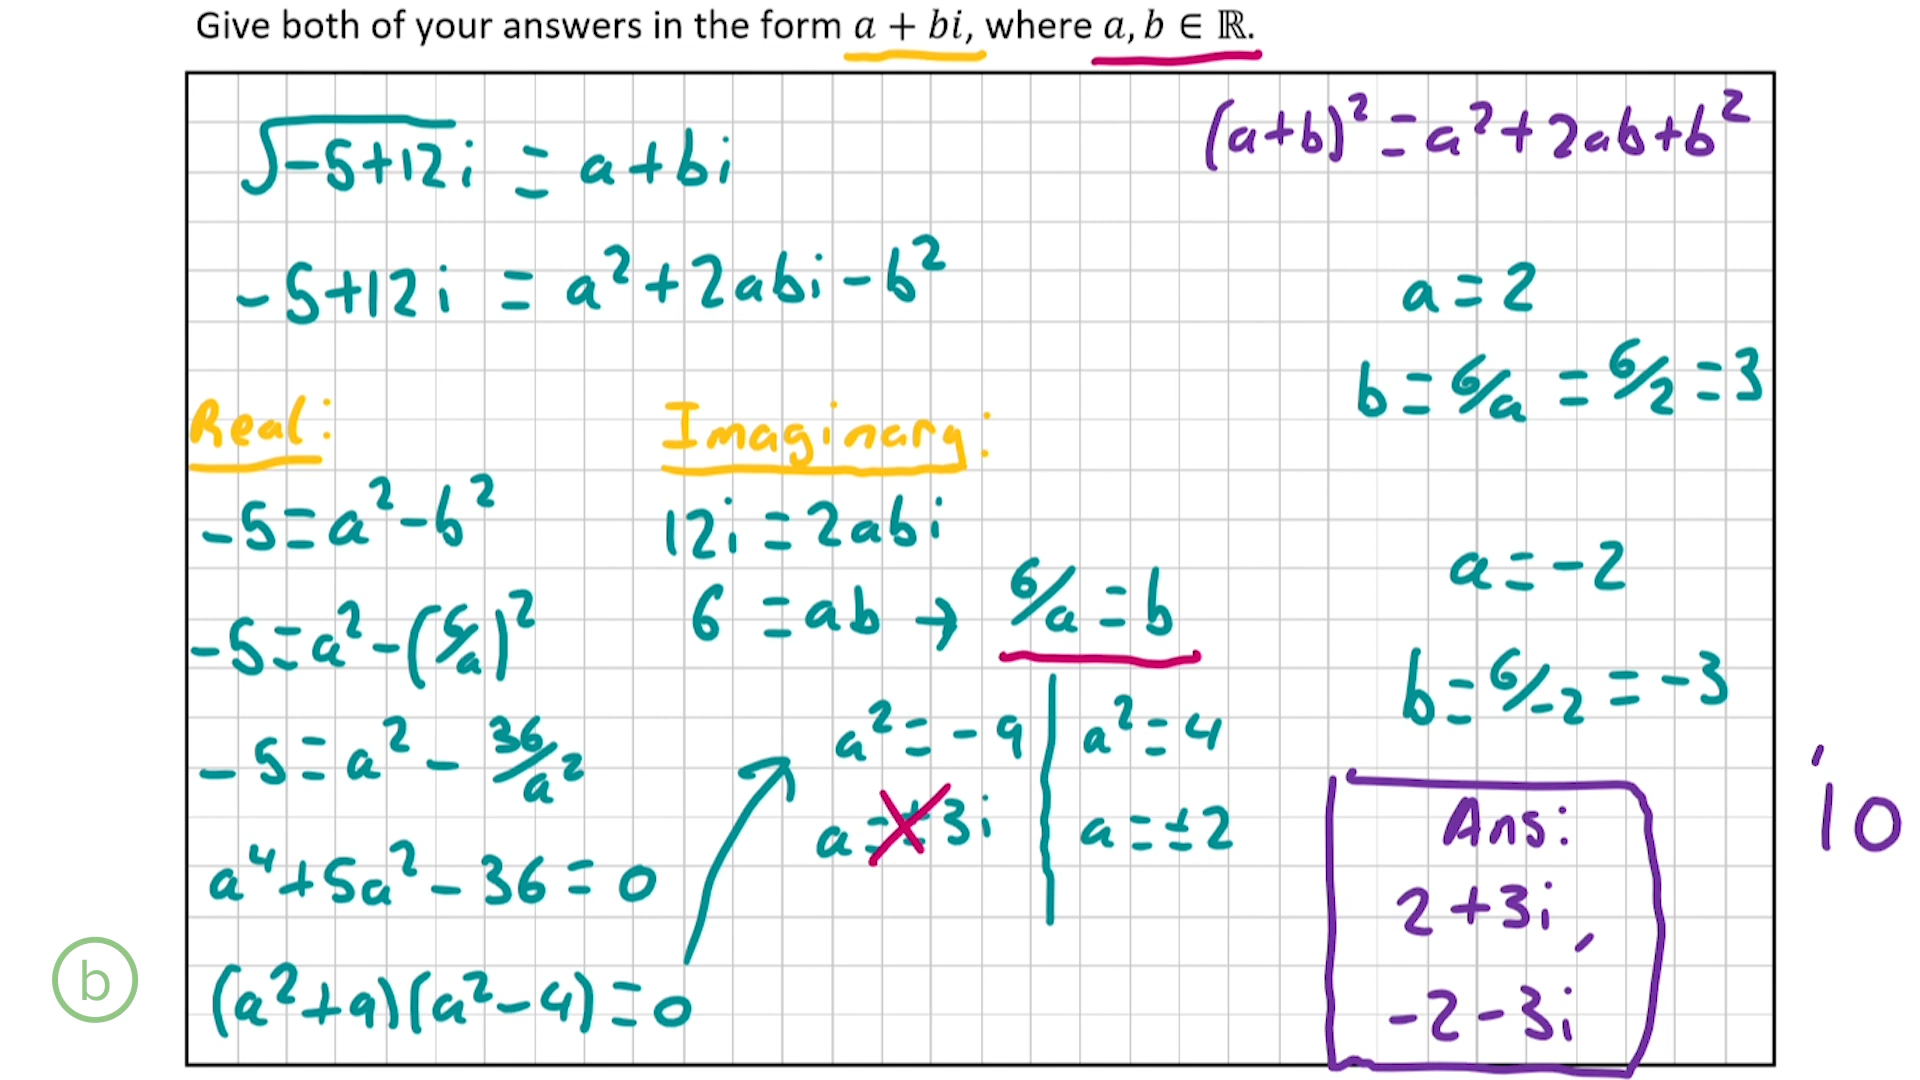 Give both of your answers in the form a + bi, where a, b ∈ ℝ.
(a+b)² = a² + 2ab + b²
√-5+12i = a+bi
-5+12i = a²+2abi-b²
a = 2
b = 6/a = 6/2 = 3
Real:
-5 = a²-b²
-5 = a²-(6/a)²
-5 = a² - 36/a²
a⁴+5a²-36 = 0
(a²+9)(a²-4) = 0
Imaginary:
12i = 2abi
6 = ab → 6/a = b
a² = -9
a = ±3i
a² = 4
a = ±2
a = -2
b = 6/-2 = -3
Ans:
2+3i,
-2-3i
10
b